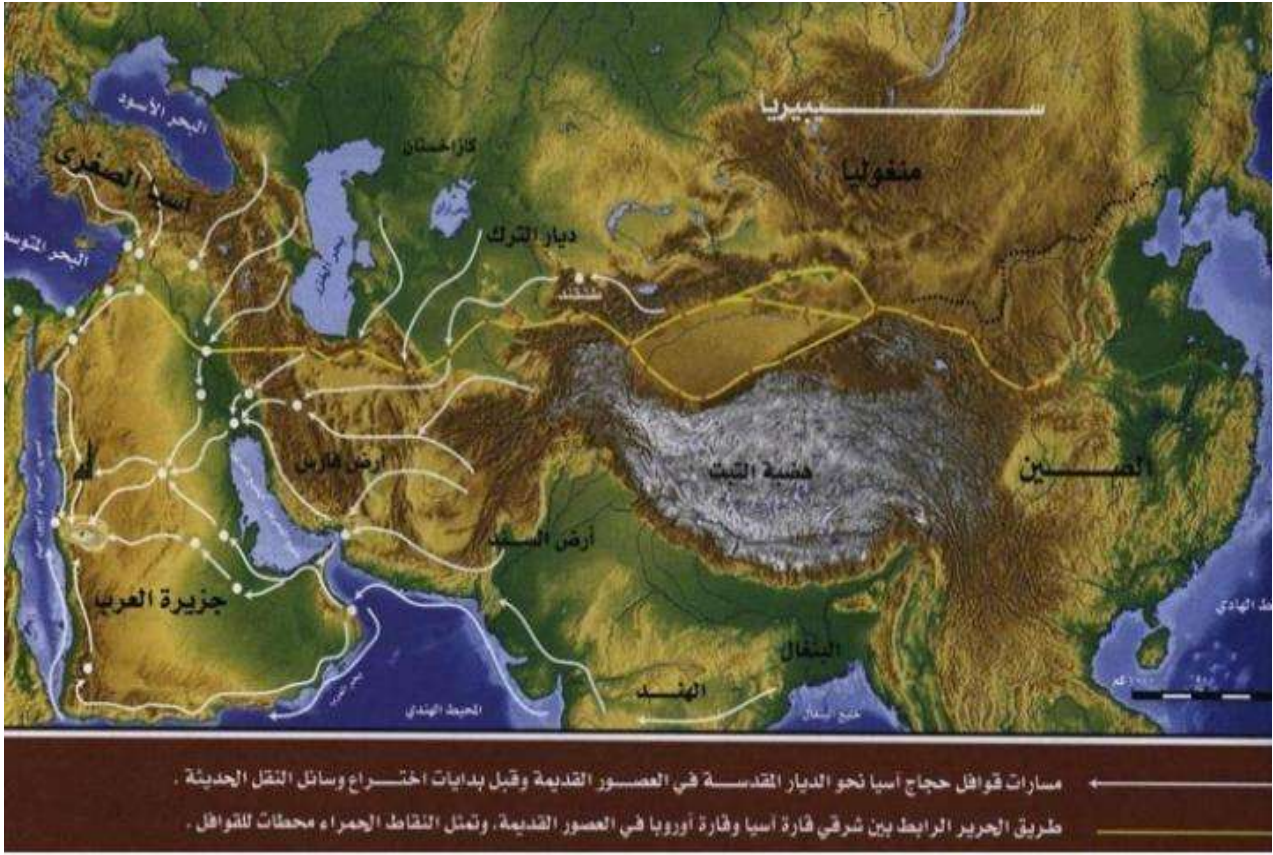 سيبيريا
البحر الأسود
كازاخستان
منغوليا
آسيا الصغرى
ديار الترك
البحر المتوسط
هضبة التبت
الصين
أرض فارس
أرض السند
جزيرة العرب
البنغال
الهند
المحيط الهندي
خليج البنغال
مسارات قوافل حجاج آسيا نحو الديار المقدسة في العصور القديمة وقبل بدايات اختراع وسائل النقل الحديثة .
طريق الحرير الرابط بين شرقي قارة آسيا وقارة أوروبا في العصور القديمة، وتمثل النقاط الحمراء محطات للقوافل .